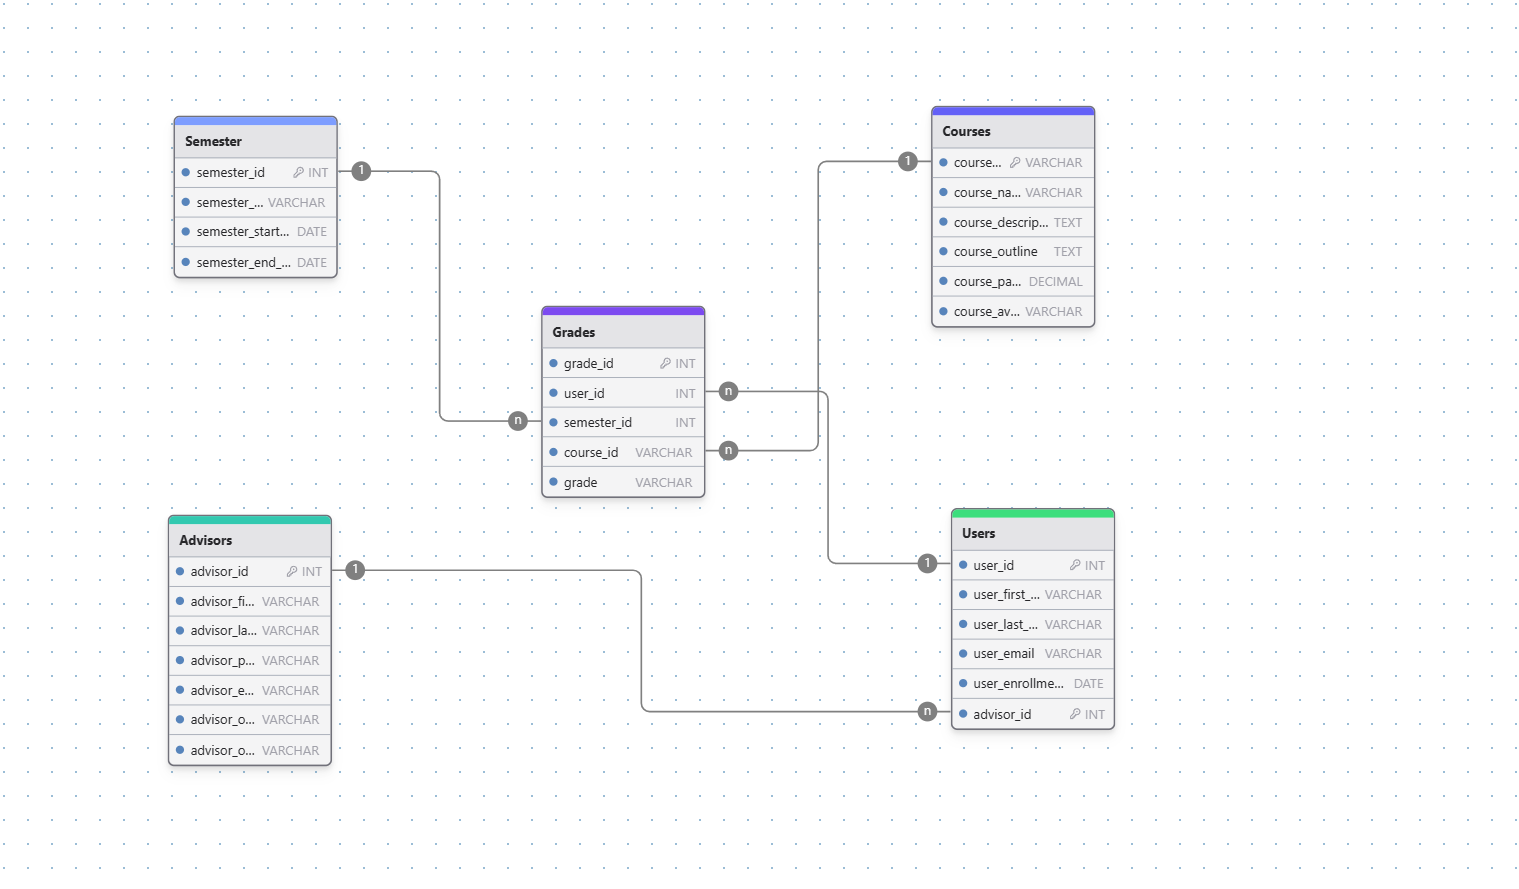 Semester
semester_id INT
semester_... VARCHAR
semester_start... DATE
semester_end_... DATE
1
n
Grades
grade_id INT
user_id INT
semester_id INT
course_id VARCHAR
grade VARCHAR
n
n
1
Courses
course... VARCHAR
course_na... VARCHAR
course_descrip... TEXT
course_outline TEXT
course_pa... DECIMAL
course_av... VARCHAR
Advisors
advisor_id INT
advisor_fi... VARCHAR
advisor_la... VARCHAR
advisor_p... VARCHAR
advisor_e... VARCHAR
advisor_o... VARCHAR
advisor_o... VARCHAR
1
n
1
Users
user_id INT
user_first_... VARCHAR
user_last_... VARCHAR
user_email VARCHAR
user_enrollme... DATE
advisor_id INT